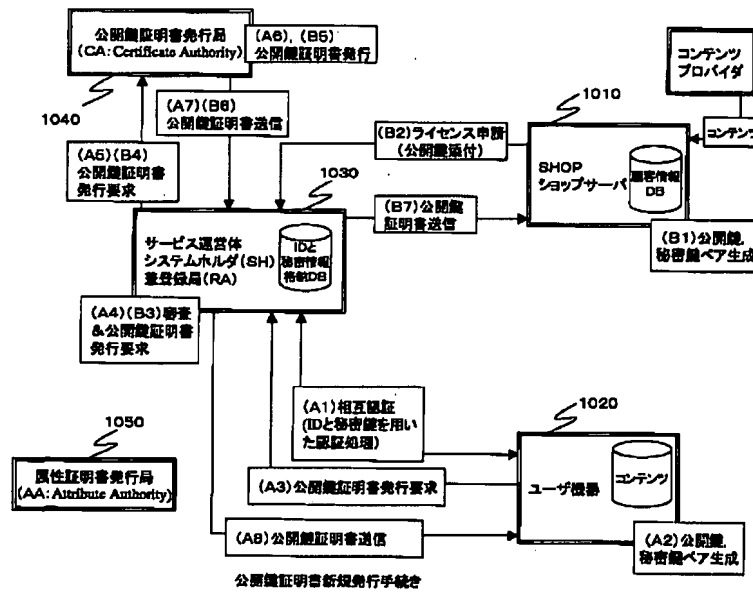 公開鍵証明書発行局
(CA: Certificate Authority)
(A6), (B5)
公開鍵証明書発行
1040
(A7)(B6)
公開鍵証明書送信
(A5)(B4)
公開鍵証明書
発行要求
コンテンツ
プロバイダ
コンテンツ
1010
(B2)ライセンス申請
(公開鍵添付)
SHOP
ショップサーバ
顧客情報
DB
1030
(B7)公開鍵
証明書送信
(B1)公開鍵,
秘密鍵ペア生成
サービス運営体
システムホルダ(SH)
兼登録局(RA)
IDと
秘密情報
格納DB
(A4)(B3)審査
&公開鍵証明書
発行要求
1050
属性証明書発行局
(AA: Attribute Authority)
(A1)相互認証
(IDと秘密鍵を用い
た認証処理)
1020
(A3)公開鍵証明書発行要求
ユーザ機器
コンテンツ
(A8)公開鍵証明書送信
(A2)公開鍵,
秘密鍵ペア生成
公開鍵証明書新規発行手続き